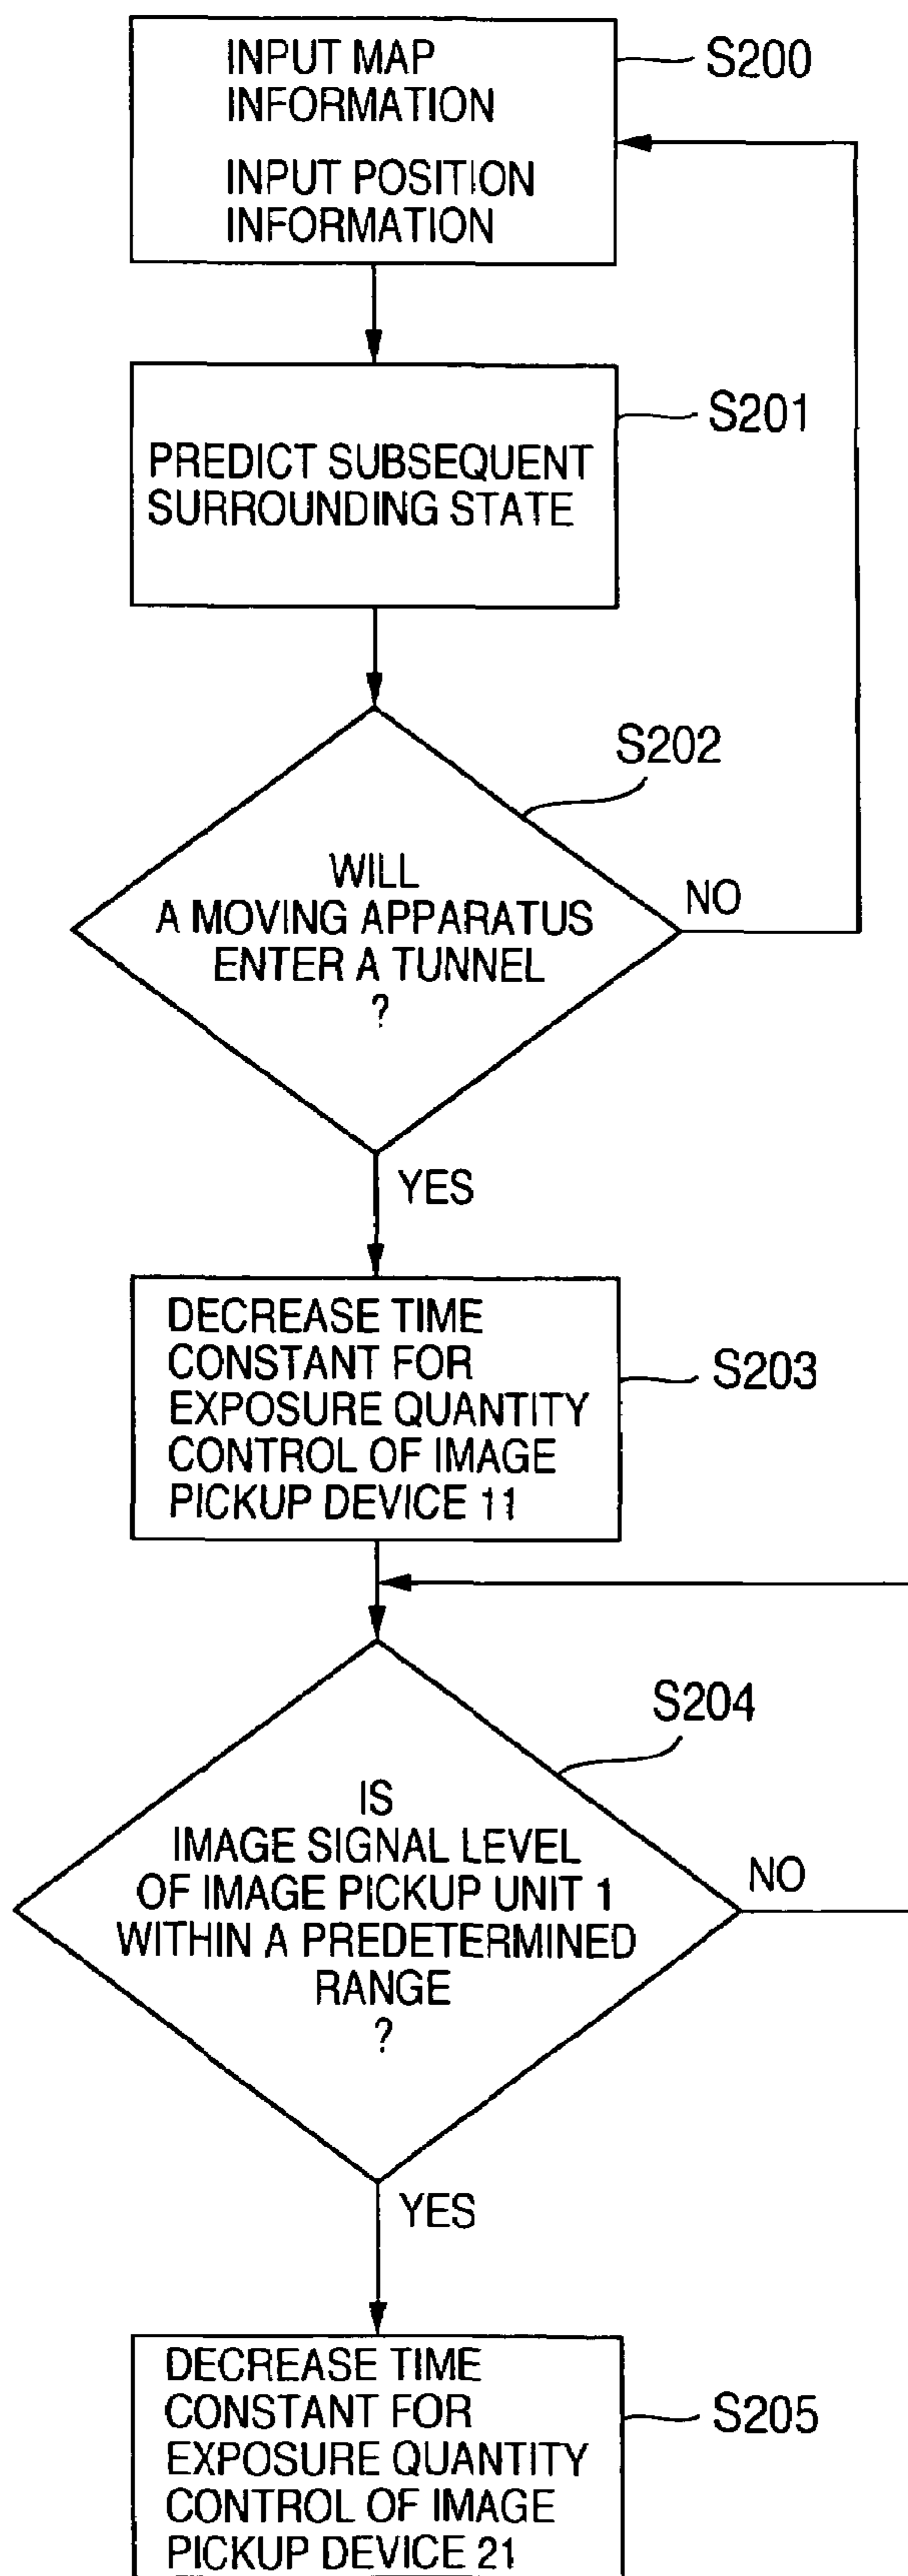 INPUT MAP
INFORMATION
INPUT POSITION
INFORMATION
S200
PREDICT SUBSEQUENT
SURROUNDING STATE
S201
S202
WILL
A MOVING APPARATUS
ENTER A TUNNEL
?
NO
YES
DECREASE TIME
CONSTANT FOR
EXPOSURE QUANTITY
CONTROL OF IMAGE
PICKUP DEVICE 11
S203
S204
IS
IMAGE SIGNAL LEVEL
OF IMAGE PICKUP UNIT 1
WITHIN A PREDETERMINED
RANGE
?
NO
YES
DECREASE TIME
CONSTANT FOR
EXPOSURE QUANTITY
CONTROL OF IMAGE
PICKUP DEVICE 21
S205